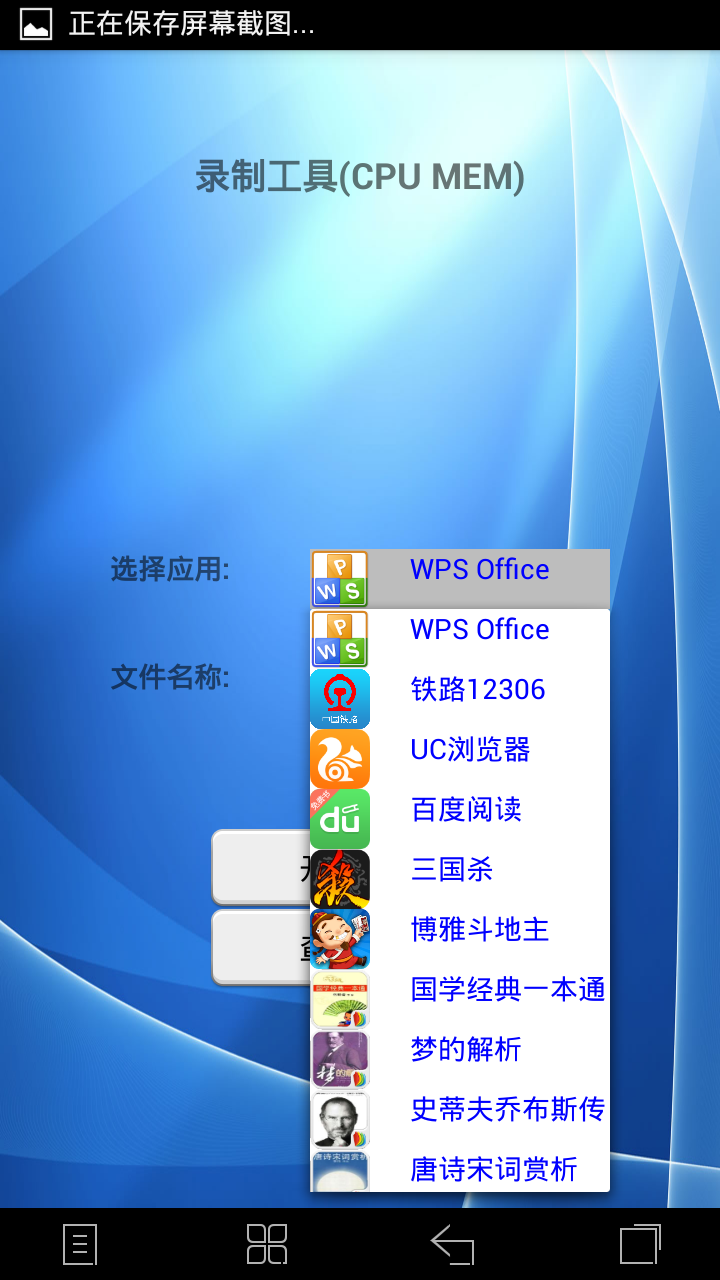 正在保存屏幕截图...
录制工具(CPU MEM)
选择应用:
WPS Office
文件名称:
WPS Office
铁路12306
UC浏览器
百度阅读
三国杀
博雅斗地主
国学经典一本通
梦的解析
史蒂夫乔布斯传
唐诗宋词赏析